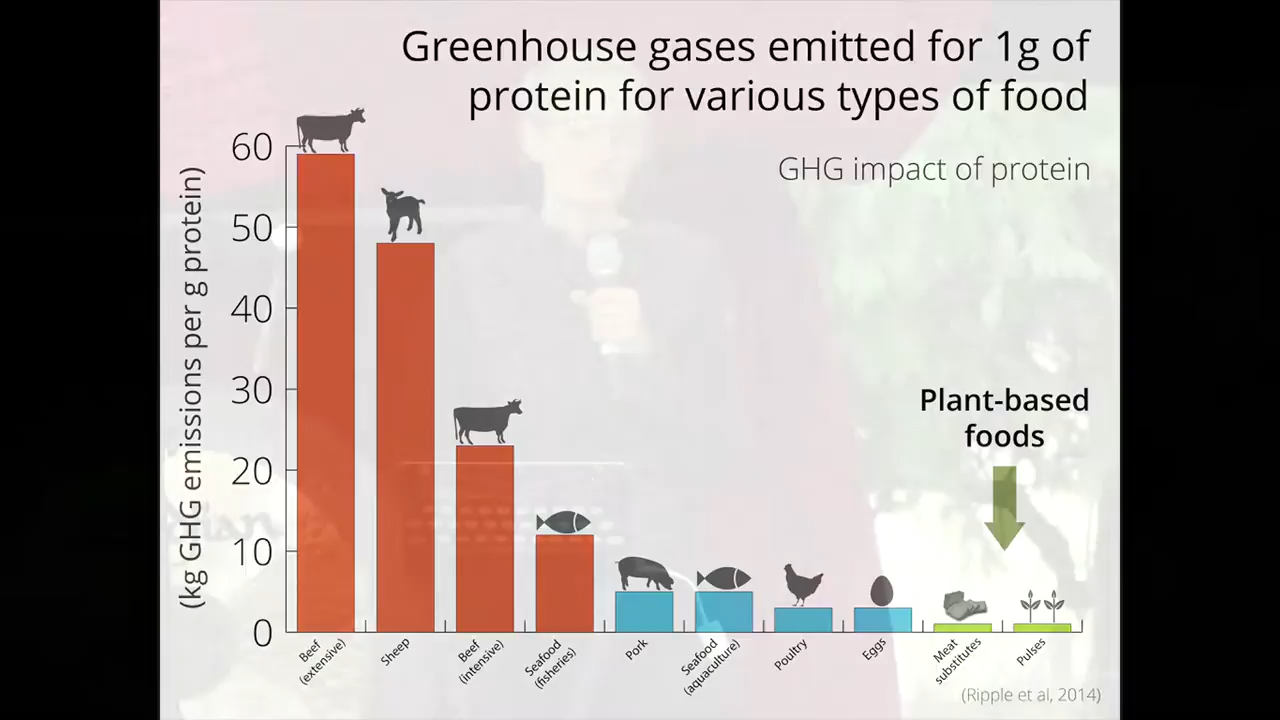 Greenhouse gases emitted for 1g of
protein for various types of food
GHG impact of protein
(kg GHG emissions per g protein)
60
50
40
30
20
10
0
Plant-based
foods
Beef
(extensive)
Sheep
Beef
(intensive)
Seafood
(fisheries)
Pork
Seafood
(aquaculture)
Poultry
Eggs
Meat
substitutes
Pulses
(Ripple et al, 2014)